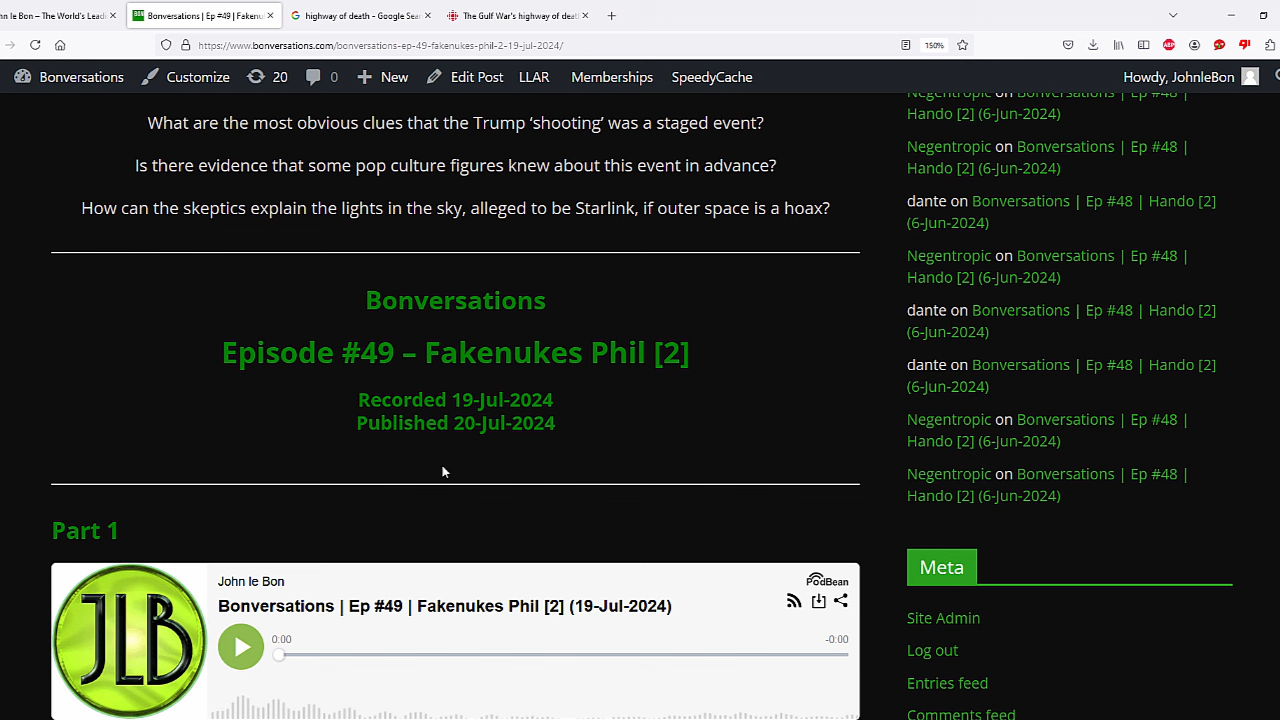 hn le Bon – The World's Leadi
Bonversations | Ep #49 | Fakenu
highway of death - Google Sear
The Gulf War's highway of death
https://www.bonversations.com/bonversations-ep-49-fakenukes-phil-2-19-jul-2024/
150%
Bonversations
Customize
20
0
New
Edit Post
LLAR
Memberships
SpeedyCache
Howdy, JohnleBon
What are the most obvious clues that the Trump ‘shooting’ was a staged event?
Is there evidence that some pop culture figures knew about this event in advance?
How can the skeptics explain the lights in the sky, alleged to be Starlink, if outer space is a hoax?
Bonversations
Episode #49 – Fakenukes Phil [2]
Recorded 19-Jul-2024
Published 20-Jul-2024
Part 1
JLB
John le Bon
PodBean
Bonversations | Ep #49 | Fakenukes Phil [2] (19-Jul-2024)
0:00
-0:00
Negentropic on Bonversations | Ep #48 |
Hando [2] (6-Jun-2024)
Negentropic on Bonversations | Ep #48 |
Hando [2] (6-Jun-2024)
dante on Bonversations | Ep #48 | Hando [2]
(6-Jun-2024)
Negentropic on Bonversations | Ep #48 |
Hando [2] (6-Jun-2024)
dante on Bonversations | Ep #48 | Hando [2]
(6-Jun-2024)
dante on Bonversations | Ep #48 | Hando [2]
(6-Jun-2024)
Negentropic on Bonversations | Ep #48 |
Hando [2] (6-Jun-2024)
Negentropic on Bonversations | Ep #48 |
Hando [2] (6-Jun-2024)
Meta
Site Admin
Log out
Entries feed
Comments feed